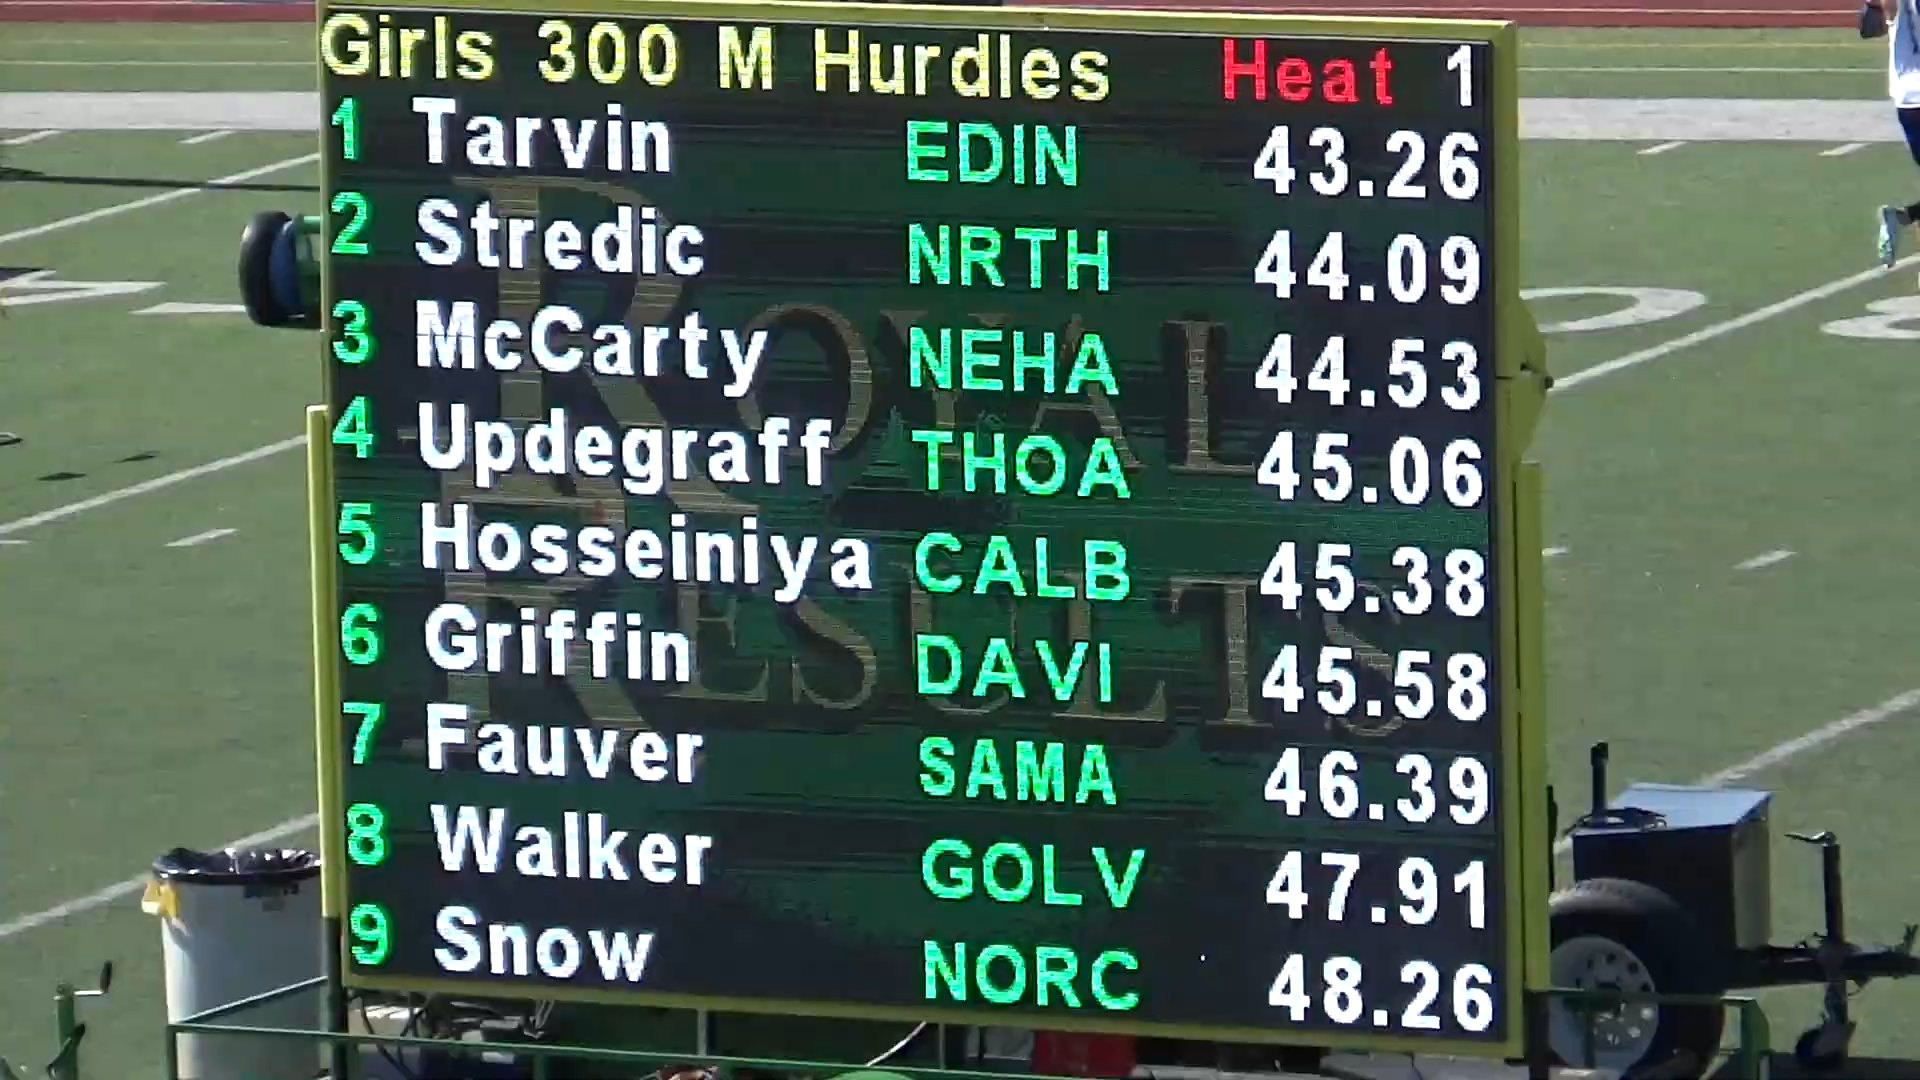 Girls 300 M Hurdles Heat 1
1 Tarvin EDIN 43.26
2 Stredic NRTH 44.09
3 McCarty NEHA 44.53
4 Updegraff THOA 45.06
5 Hosseiniya CALB 45.38
6 Griffin DAVI 45.58
7 Fauver SAMA 46.39
8 Walker GOLV 47.91
9 Snow NORC 48.26
ROYAL
RESULTS